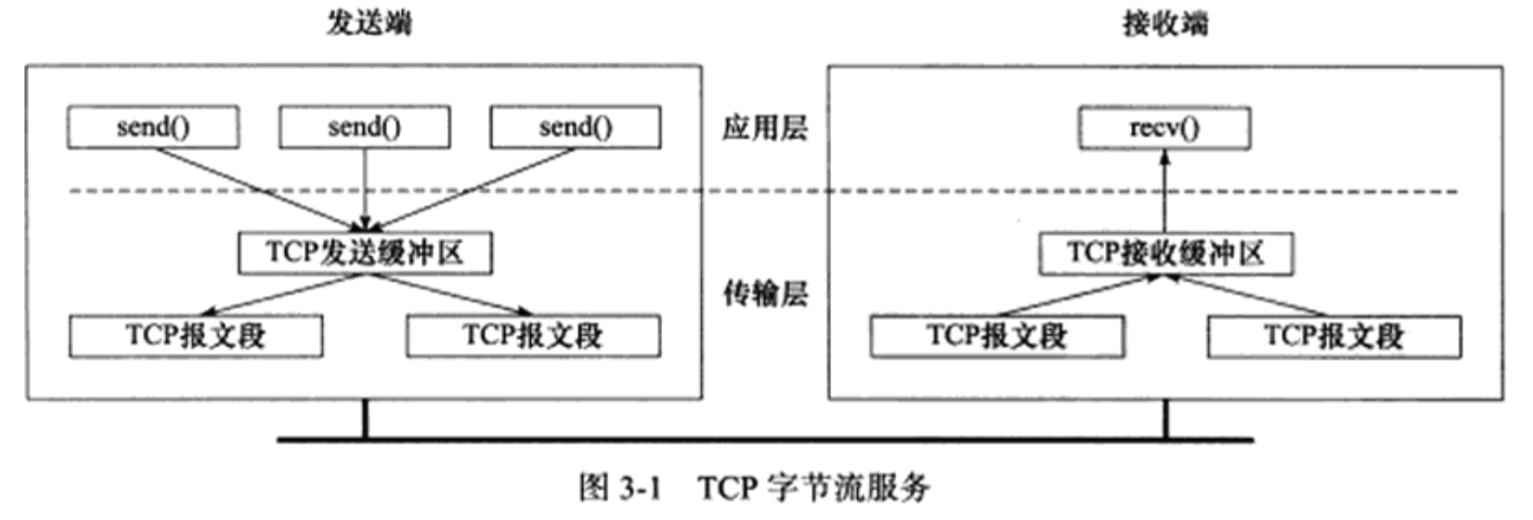 发送端
接收端
send()
send()
send()
应用层
recv()
TCP发送缓冲区
TCP接收缓冲区
传输层
TCP报文段
TCP报文段
TCP报文段
TCP报文段
图 3-1 TCP 字节流服务